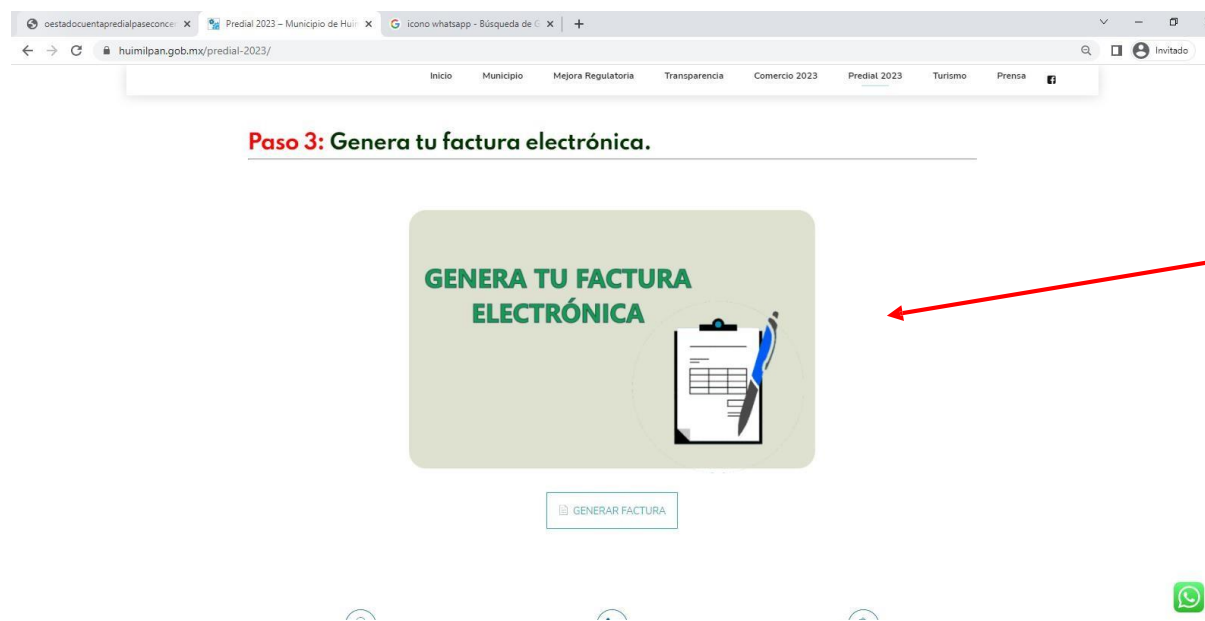 oestadocuentapredialpaseconce
Predial 2023 – Municipio de Hui
icono whatsapp - Búsqueda de G
huimilpan.gob.mx/predial-2023/
Invitado
Inicio Municipio Mejora Regulatoria Transparencia Comercio 2023 Predial 2023 Turismo Prensa
Paso 3: Genera tu factura electrónica.
GENERA TU FACTURA
ELECTRÓNICA
GENERAR FACTURA